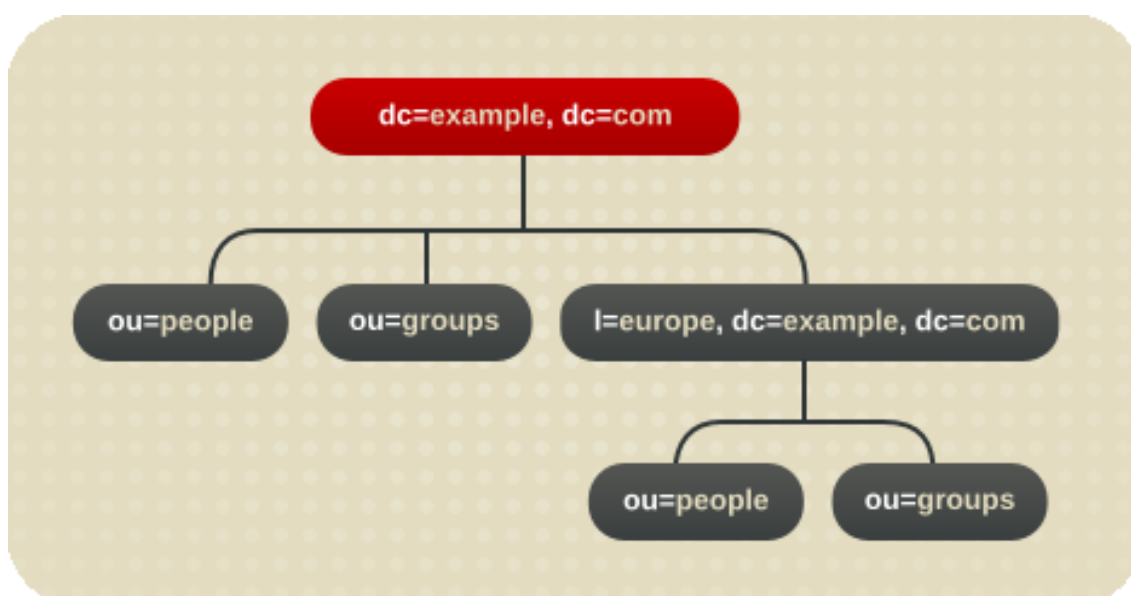 dc=example, dc=com
ou=people
ou=groups
l=europe, dc=example, dc=com
ou=people
ou=groups